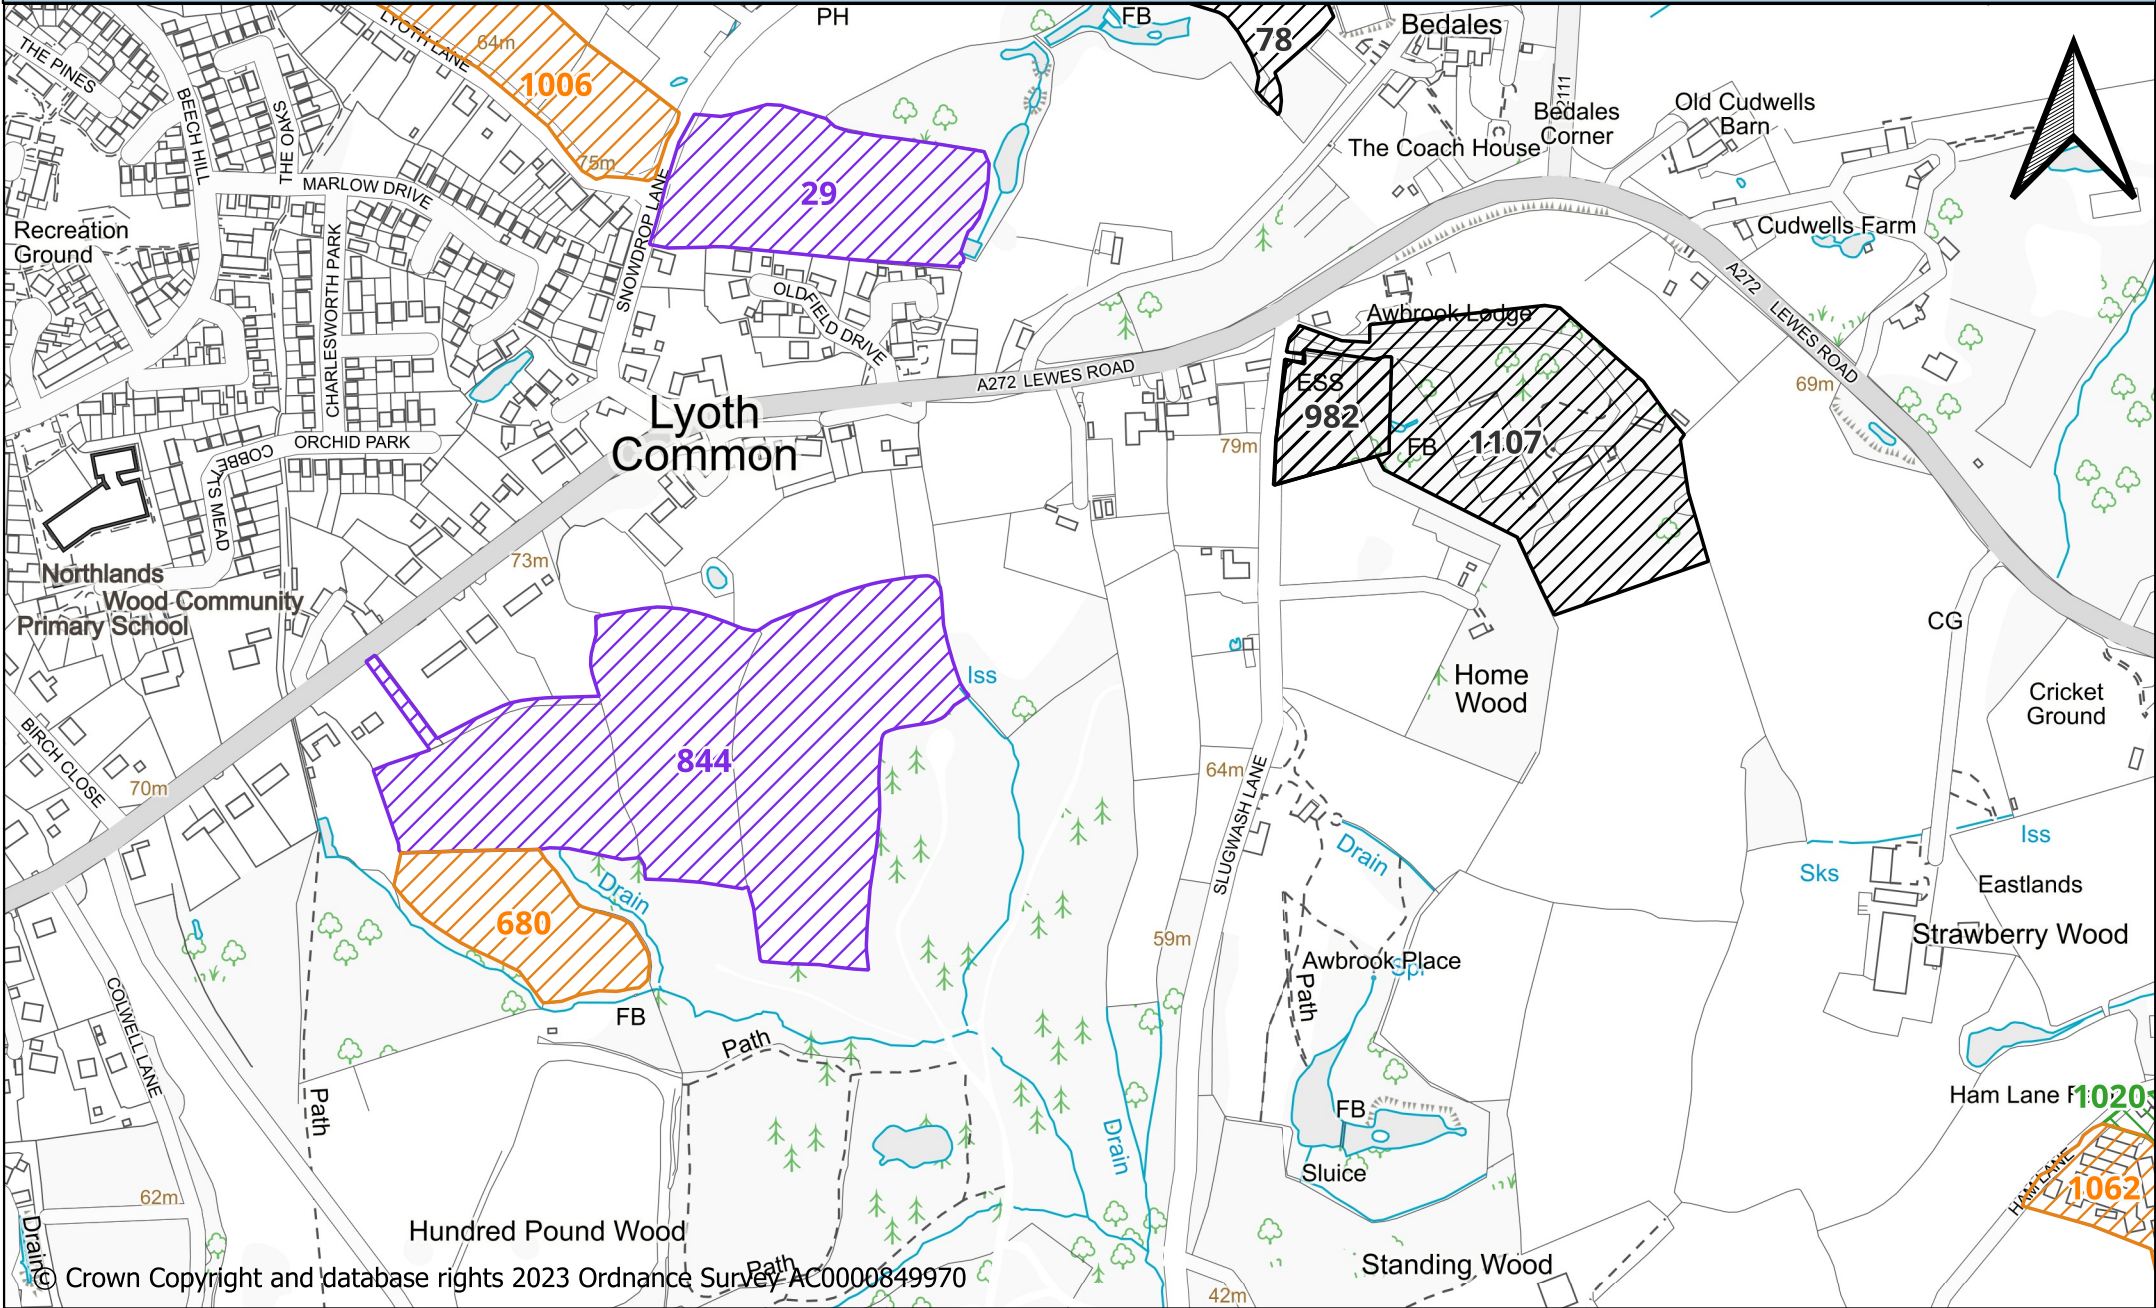 PH
FB
78
Bedales
LYOTH LANE
64m
THE PINES
1006
BEECH HILL
THE OAKS
2111
Old Cudwells
Barn
Bedales
Corner
The Coach House
75m
MARLOW DRIVE
29
SNOWDROP LANE
Recreation
Ground
CHARLESWORTH PARK
Cudwells Farm
A272
LEWES ROAD
OLDFIELD DRIVE
Awbrook Lodge
A272 LEWES ROAD
69m
ESS
982
Lyoth
Common
79m
FB
1107
ORCHID PARK
COBBETTS MEAD
73m
Northlands
Wood Community
Primary School
CG
Iss
Home
Wood
Cricket
Ground
BIRCH CLOSE
844
64m
SLUGWASH LANE
70m
Drain
Iss
Sks
Eastlands
Drain
680
59m
Strawberry Wood
Awbrook Place
Spr
Path
COLWELL LANE
FB
Path
Ham Lane F
1020
Path
FB
Drain
Sluice
HAM LANE
1062
62m
Hundred Pound Wood
Drain
Path
Standing Wood
© Crown Copyright and database rights 2023 Ordnance Survey AC0000849970
42m